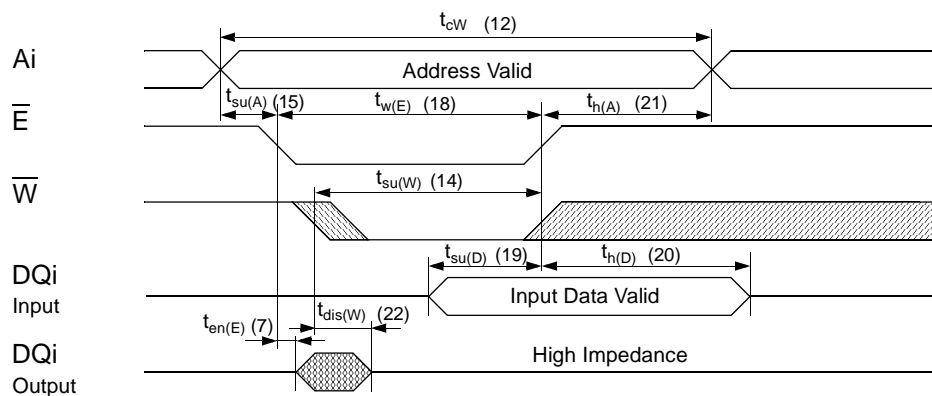 t_cW (12)
Ai
Address Valid
t_su(A) (15) t_w(E) (18) t_h(A) (21)
E̅
t_su(W) (14)
W̅
t_su(D) (19) t_h(D) (20)
DQi
Input
Input Data Valid
t_dis(W) (22)
t_en(E) (7)
DQi
Output
High Impedance